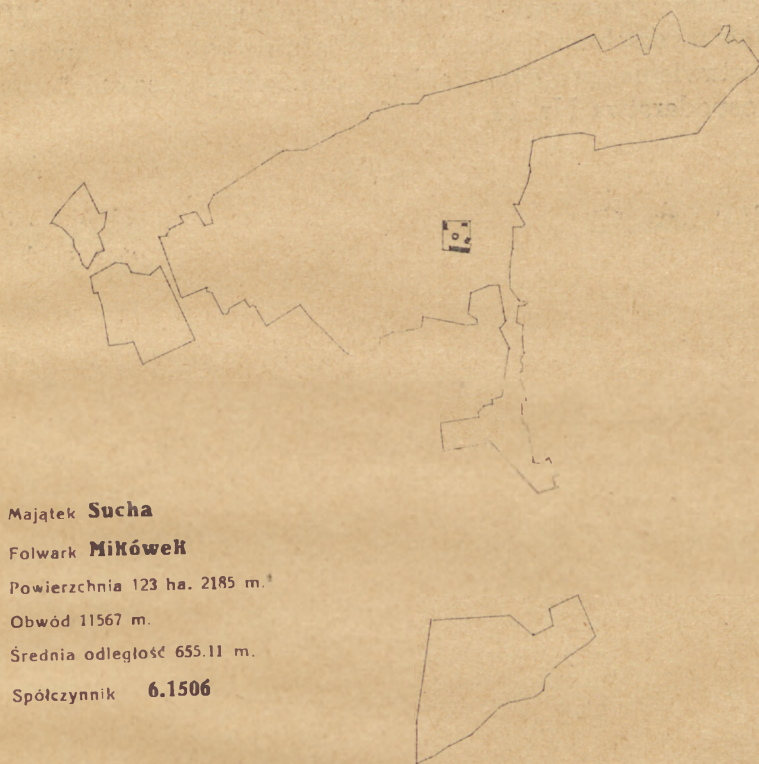 Majątek Sucha
Folwark Mikówek
Powierzchnia 123 ha. 2185 m.²
Obwód 11567 m.
Średnia odległość 655.11 m.
Spółczynnik 6.1506